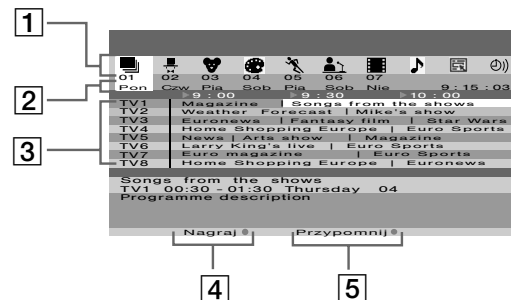 1
01 02 03 04 05 06 07
2
Pon Czw Pia Sob Pia Sob Nie 9 : 15 : 03
9 : 00 9 : 30 10 : 00
3
TV1 Magazine | Songs from the shows
TV2 Weather Forecast | Mike's show
TV3 Euronews | Fantasy film | Star Wars
TV4 Home Shopping Europe | Euro Sports
TV5 News | Arts show | Magazine
TV6 Larry King's live | Euro Sports
TV7 Euro magazine | Euro Sports
TV8 Home Shopping Europe | Euronews
Songs from the shows
TV1 00:30 - 01:30 Thursday 04
Programme description
Nagraj Przypomnij
4 5